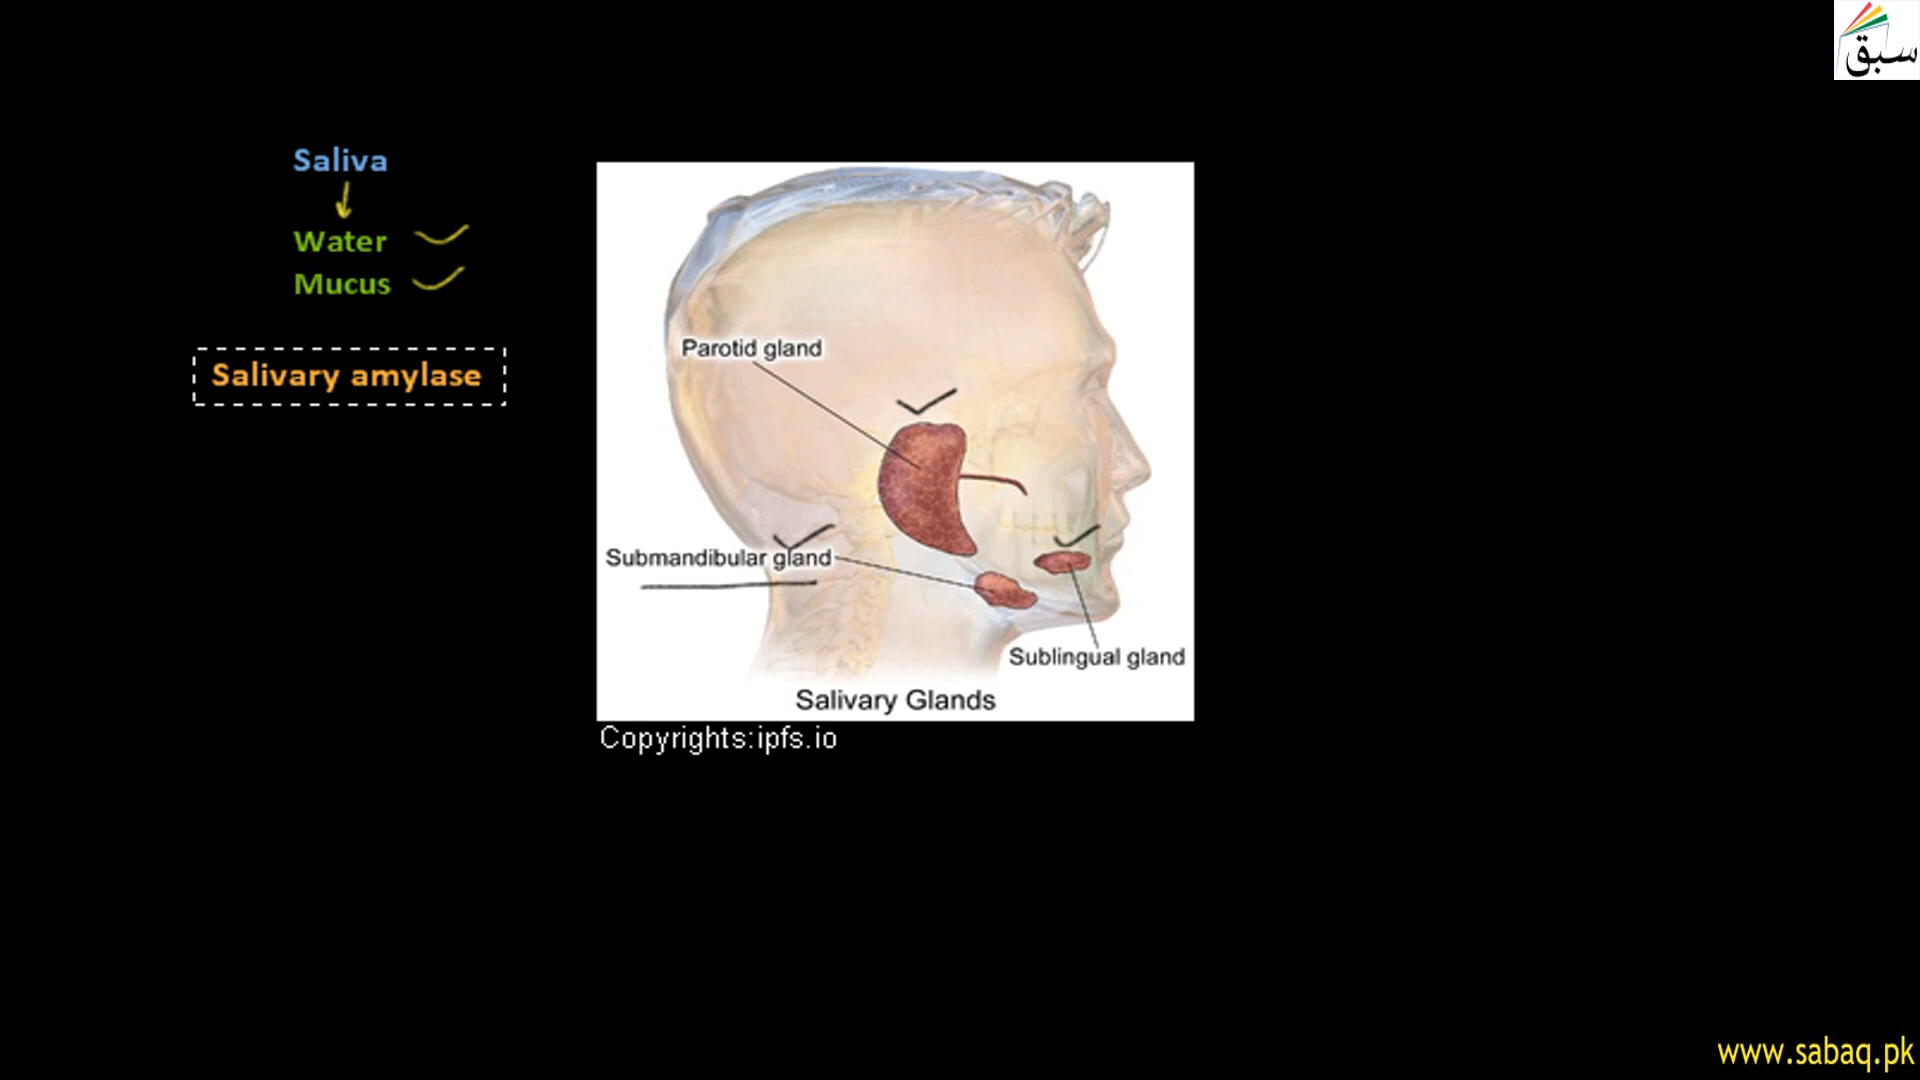 سبق
Saliva
Water
Mucus
Salivary amylase
Parotid gland
Submandibular gland
Sublingual gland
Salivary Glands
Copyrights:ipfs.io
www.sabaq.pk